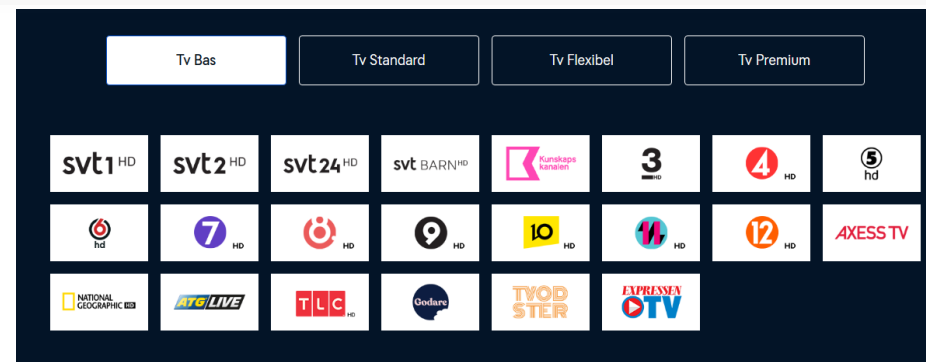 Tv Bas
Tv Standard
Tv Flexibel
Tv Premium
svt1 HD
svt2 HD
svt24 HD
svt BARN HD
Kunskaps
kanalen
3
HD
4 HD
5
hd
6
hd
7 HD
8 HD
9 HD
10 HD
11 HD
12 HD
AXESS TV
NATIONAL
GEOGRAPHIC HD
ATG LIVE
TLC HD
Godare
TVOD
STER
EXPRESSEN
TV